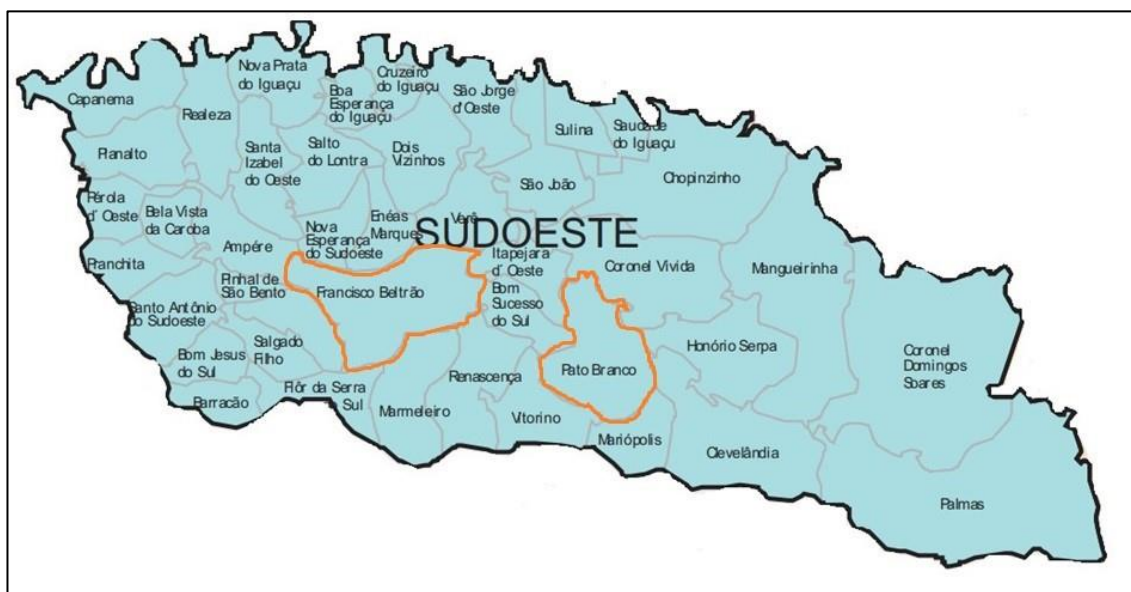 Nova Prata
do Iguaçu
Cruzeiro
do Iguaçu
Boa
Esperança
do Iguaçu
São Jorge
d'Oeste
Capanema
Realeza
Sulina
Saudade
do Iguaçu
Planalto
Santa
Izabel
do Oeste
Salto
do Lontra
Dois
Vizinhos
São João
Chopinzinho
Pérola
d' Oeste
Bela Vista
da Caroba
Enéas
Marques
Verê
SUDOESTE
Nova
Esperança
do Sudoeste
Ampére
Itapejara
d' Oeste
Coronel Vivida
Mangueirinha
Pranchita
Pinhal de
São Bento
Francisco Beltrão
Bom
Sucesso
do Sul
Santo Antônio
do Sudoeste
Salgado
Filho
Honório Serpa
Coronel
Domingos
Soares
Bom Jesus
do Sul
Pato Branco
Renascença
Flôr da Serra
Sul
Barracão
Marmeleiro
Vitorino
Mariópolis
Clevelândia
Palmas